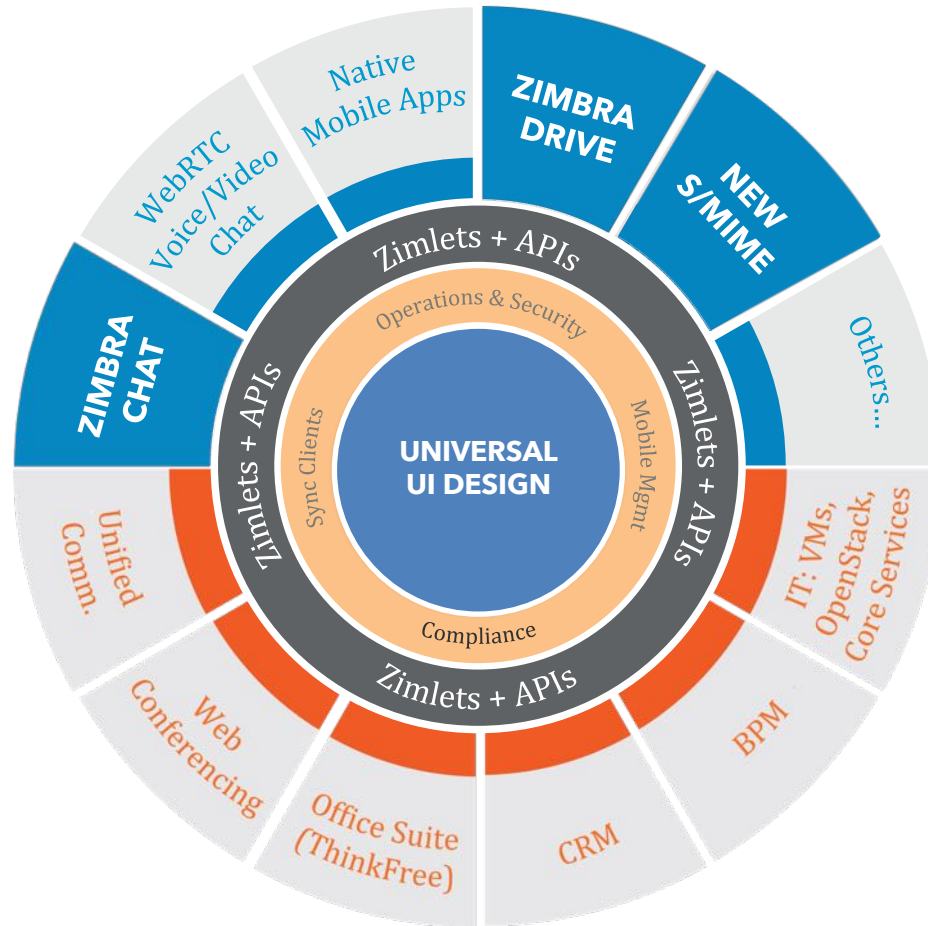 Native
Mobile Apps
ZIMBRA
DRIVE
NEW
S/MIME
Others...
IT: VMs,
OpenStack,
Core Services
BPM
CRM
Office Suite
(ThinkFree)
Web
Conferencing
Unified
Comm.
ZIMBRA
CHAT
WebRTC
Voice/Video
Chat
Zimlets + APIs
Zimlets + APIs
Zimlets + APIs
Zimlets + APIs
Operations & Security
Mobile Mgmt
Compliance
Sync Clients
UNIVERSAL
UI DESIGN